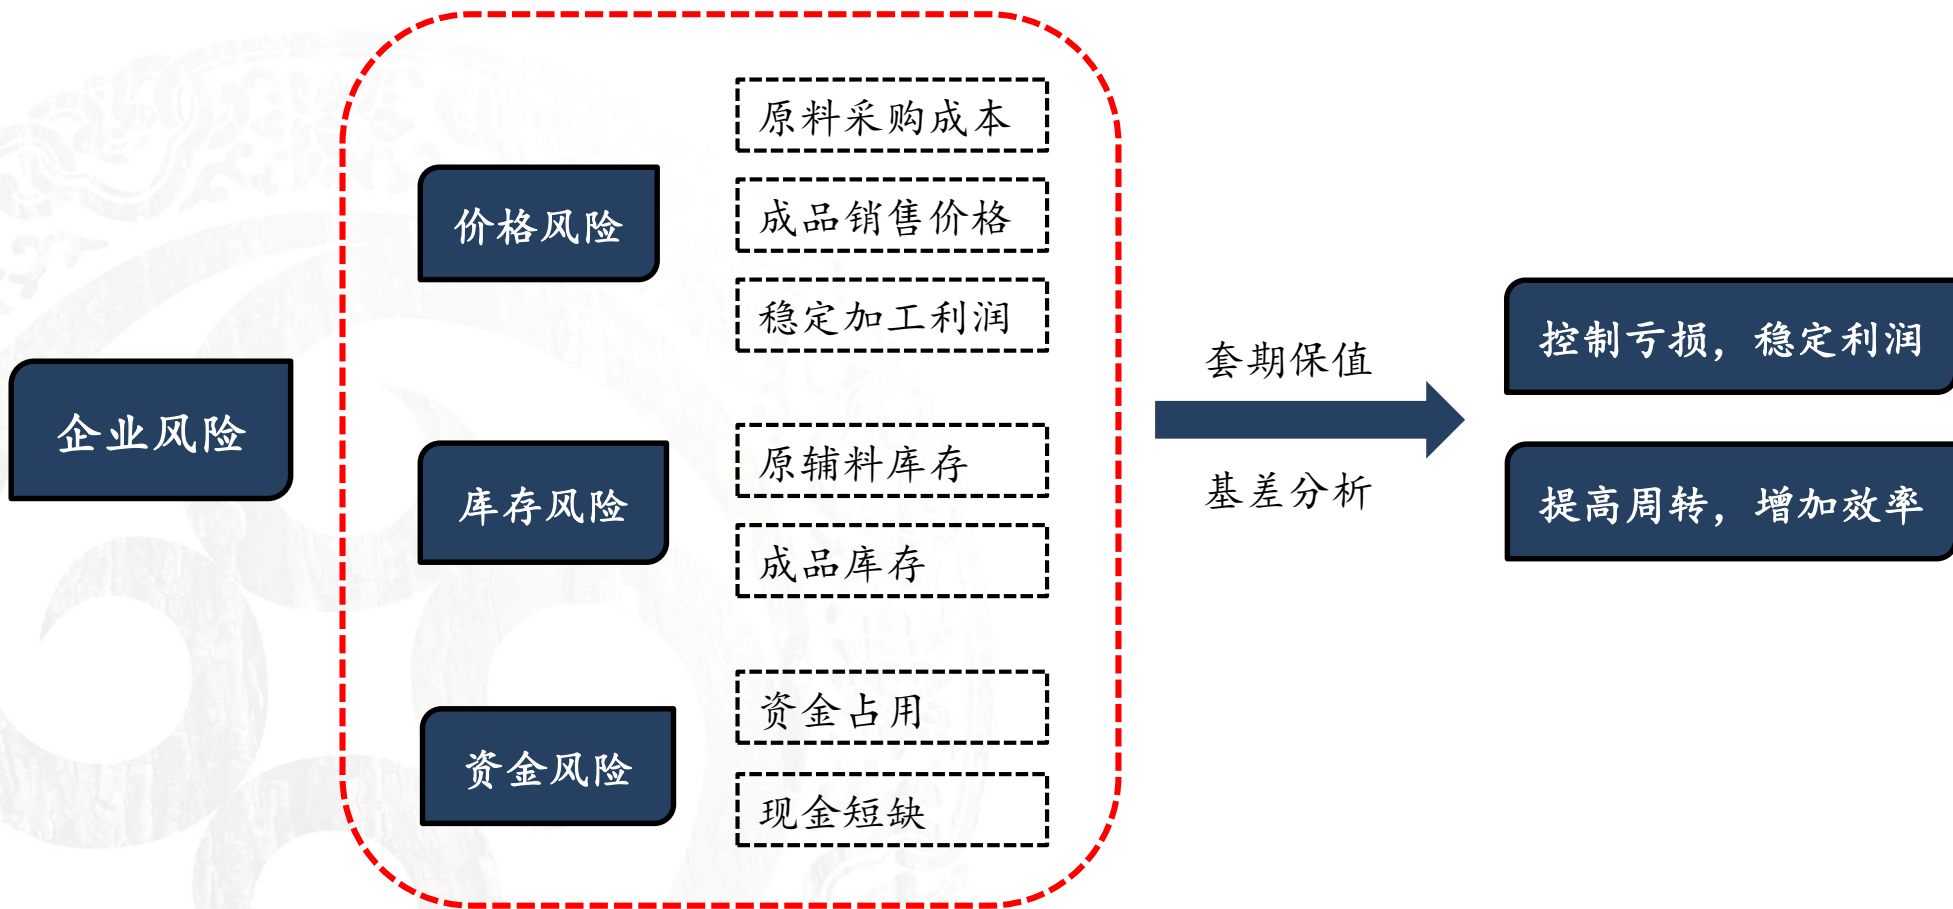 企业风险
价格风险
原料采购成本
成品销售价格
稳定加工利润
库存风险
原辅料库存
成品库存
资金风险
资金占用
现金短缺
套期保值
基差分析
控制亏损，稳定利润
提高周转，增加效率